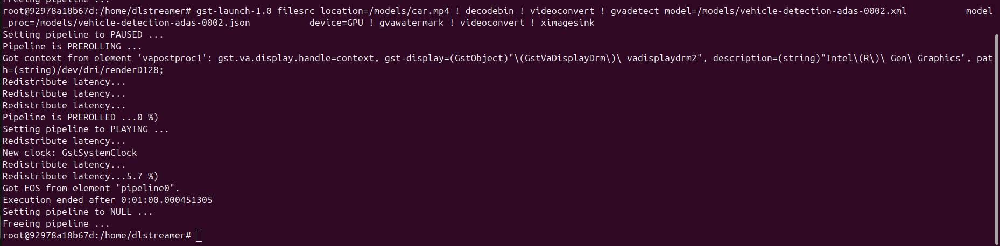 Freeing pipeline ...
root@92978a18b67d:/home/dlstreamer# gst-launch-1.0 filesrc location=/models/car.mp4 ! decodebin ! videoconvert ! gvadetect model=/models/vehicle-detection-adas-0002.xml           model
_proc=/models/vehicle-detection-adas-0002.json           device=GPU ! gvawatermark ! videoconvert ! ximagesink
Setting pipeline to PAUSED ...
Pipeline is PREROLLING ...
Got context from element 'vapostproc1': gst.va.display.handle=context, gst-display=(GstObject)"\(GstVaDisplayDrm\)\ vadisplaydrm2", description=(string)"Intel\(R\)\ Gen\ Graphics", pat
h=(string)/dev/dri/renderD128;
Redistribute latency...
Redistribute latency...
Redistribute latency...
Pipeline is PREROLLED ...0 %)
Setting pipeline to PLAYING ...
Redistribute latency...
New clock: GstSystemClock
Redistribute latency...
Redistribute latency...5.7 %)
Got EOS from element "pipeline0".
Execution ended after 0:01:00.000451305
Setting pipeline to NULL ...
Freeing pipeline ...
root@92978a18b67d:/home/dlstreamer#